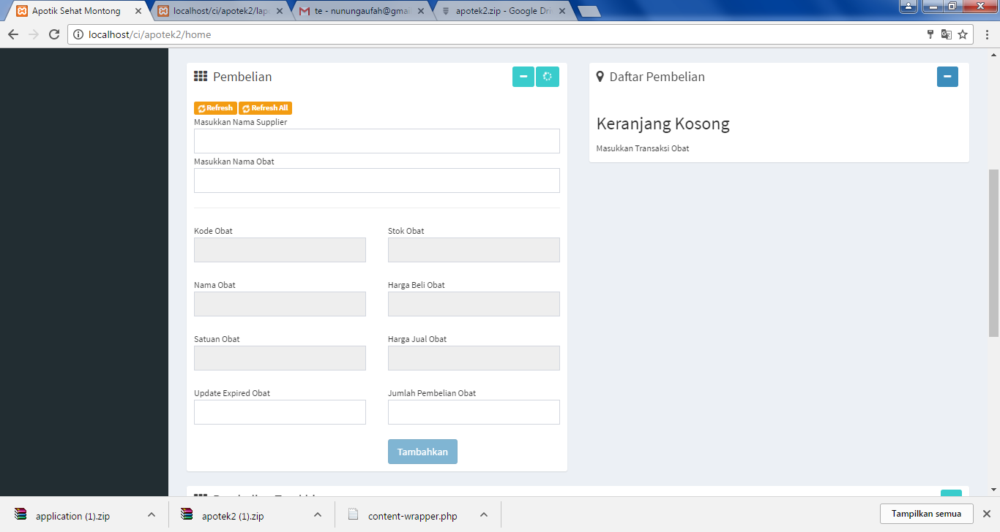 Apotik Sehat Montong
localhost/ci/apotek2/lap
te - nunungaufah@gmai
apotek2.zip - Google Dri
localhost/ci/apotek2/home
Pembelian
Refresh Refresh All
Masukkan Nama Supplier
Masukkan Nama Obat
Kode Obat
Stok Obat
Nama Obat
Harga Beli Obat
Satuan Obat
Harga Jual Obat
Update Expired Obat
Jumlah Pembelian Obat
Tambahkan
Daftar Pembelian
Keranjang Kosong
Masukkan Transaksi Obat
application (1).zip
apotek2 (1).zip
content-wrapper.php
Tampilkan semua